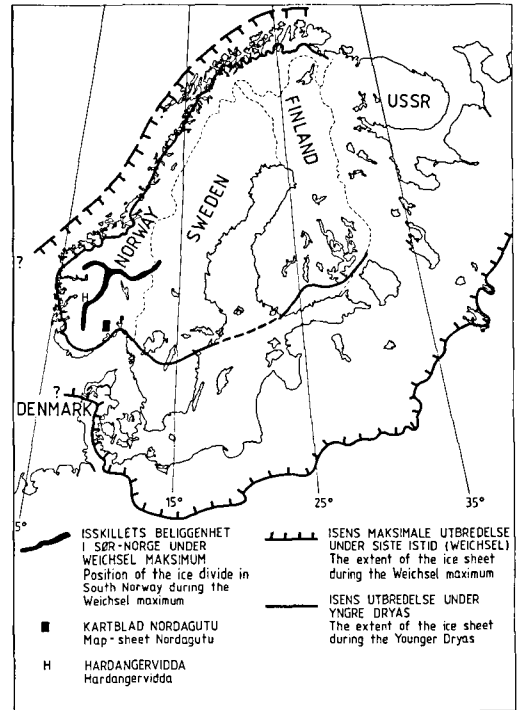 USSR
FINLAND
SWEDEN
NORWAY
?
H
?
DENMARK
5°
15°
25°
35°
ISSKILLETS BELIGGENHET
I SØR-NORGE UNDER
WEICHSEL MAKSIMUM
Position of the ice divide in
South Norway during the
Weichsel maximum
KARTBLAD NORDAGUTU
Map-sheet Nordagutu
H HARDANGERVIDDA
Hardangervidda
ISENS MAKSIMALE UTBREDELSE
UNDER SISTE ISTID (WEICHSEL)
The extent of the ice sheet
during the Weichsel maximum
ISENS UTBREDELSE UNDER
YNGRE DRYAS
The extent of the ice sheet
during the Younger Dryas